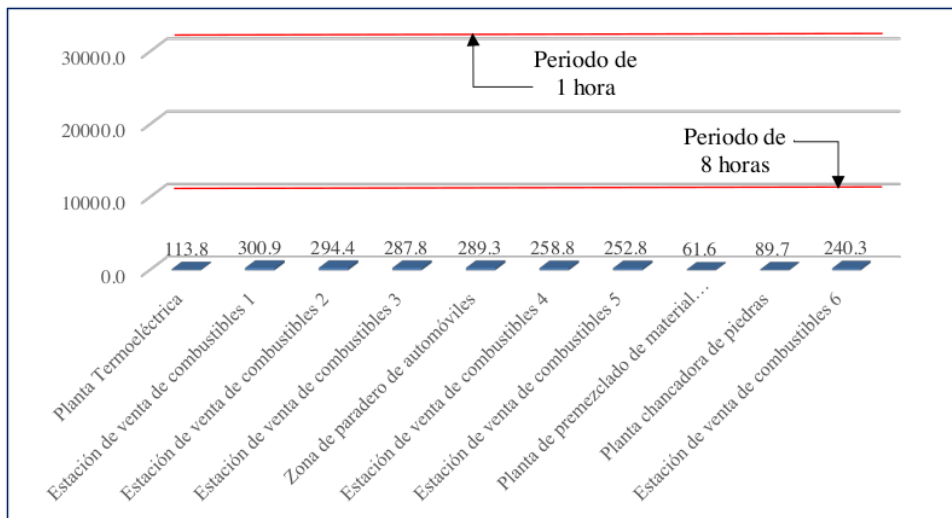 30000.0
20000.0
10000.0
0.0
Periodo de
1 hora
Periodo de
8 horas
113.8
300.9
294.4
287.8
289.3
258.8
252.8
61.6
89.7
240.3
Planta Termoeléctrica
Estación de venta de combustibles 1
Estación de venta de combustibles 2
Estación de venta de combustibles 3
Zona de paradero de automóviles
Estación de venta de combustibles 4
Estación de venta de combustibles 5
Planta de premezclado de material…
Planta chancadora de piedras
Estación de venta de combustibles 6